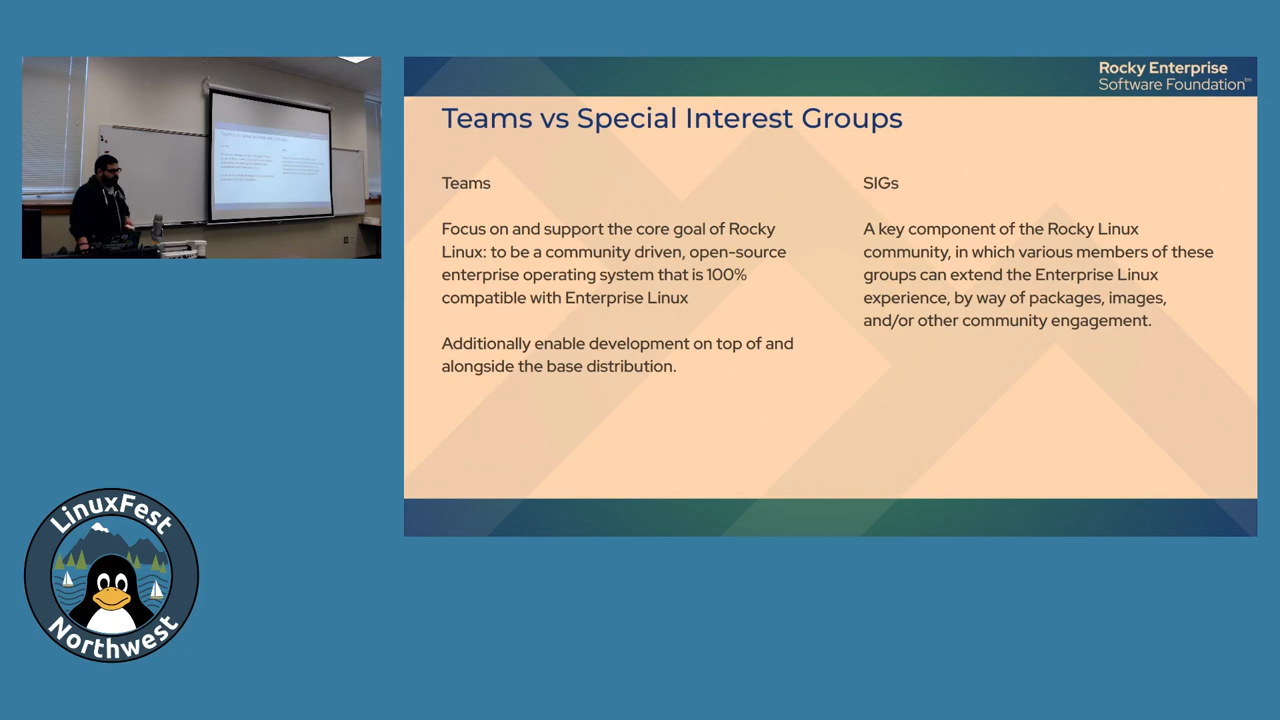 Rocky Enterprise
Software Foundation™
Teams vs Special Interest Groups
Teams
Focus on and support the core goal of Rocky
Linux: to be a community driven, open-source
enterprise operating system that is 100%
compatible with Enterprise Linux
Additionally enable development on top of and
alongside the base distribution.
SIGs
A key component of the Rocky Linux
community, in which various members of these
groups can extend the Enterprise Linux
experience, by way of packages, images,
and/or other community engagement.
LinuxFest
Northwest